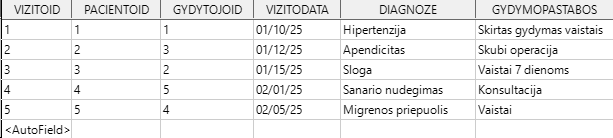 VIZITOID PACIENTOID GYDYTOJOID VIZITODATA DIAGNOZE GYDYMOPASTABOS
1 1 1 01/10/25 Hipertenzija Skirtas gydymas vaistais
2 2 3 01/12/25 Apendicitas Skubi operacija
3 3 2 01/15/25 Sloga Vaistai 7 dienoms
4 4 5 02/01/25 Sanario nudegimas Konsultacija
5 5 4 02/05/25 Migrenos priepuolis Vaistai
<AutoField>